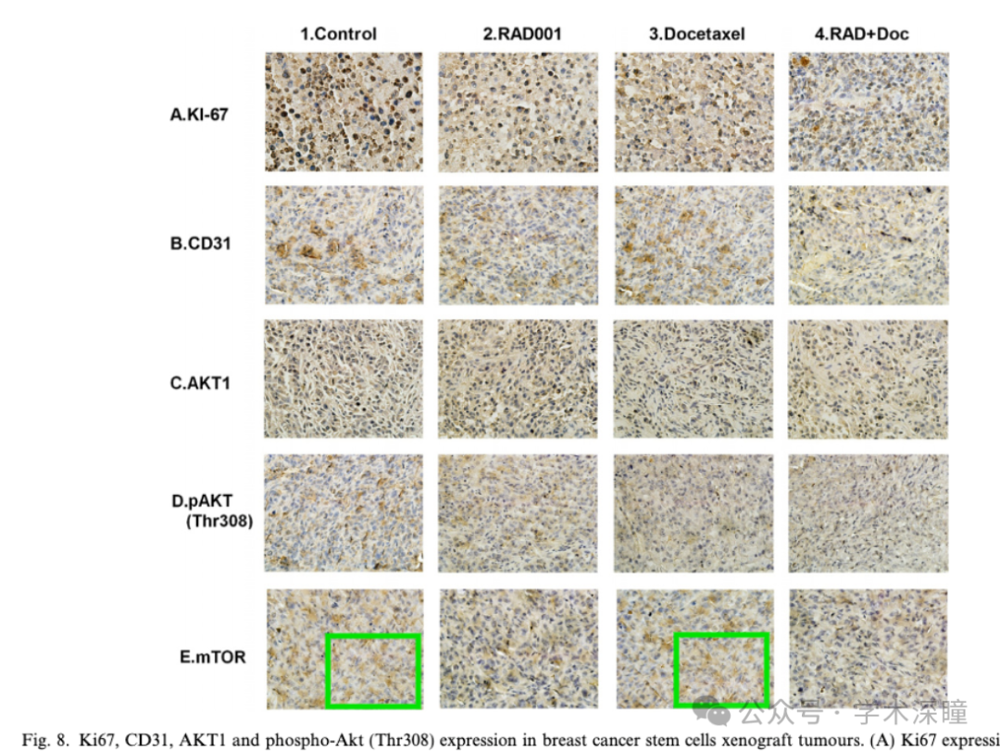 1.Control 2.RAD001 3.Docetaxel 4.RAD+Doc
A.KI-67
B.CD31
C.AKT1
D.pAKT
(Thr308)
E.mTOR
公众号 · 学术深瞳
Fig. 8. Ki67, CD31, AKT1 and phospho-Akt (Thr308) expression in breast cancer stem cells xenograft tumours. (A) Ki67 expressi